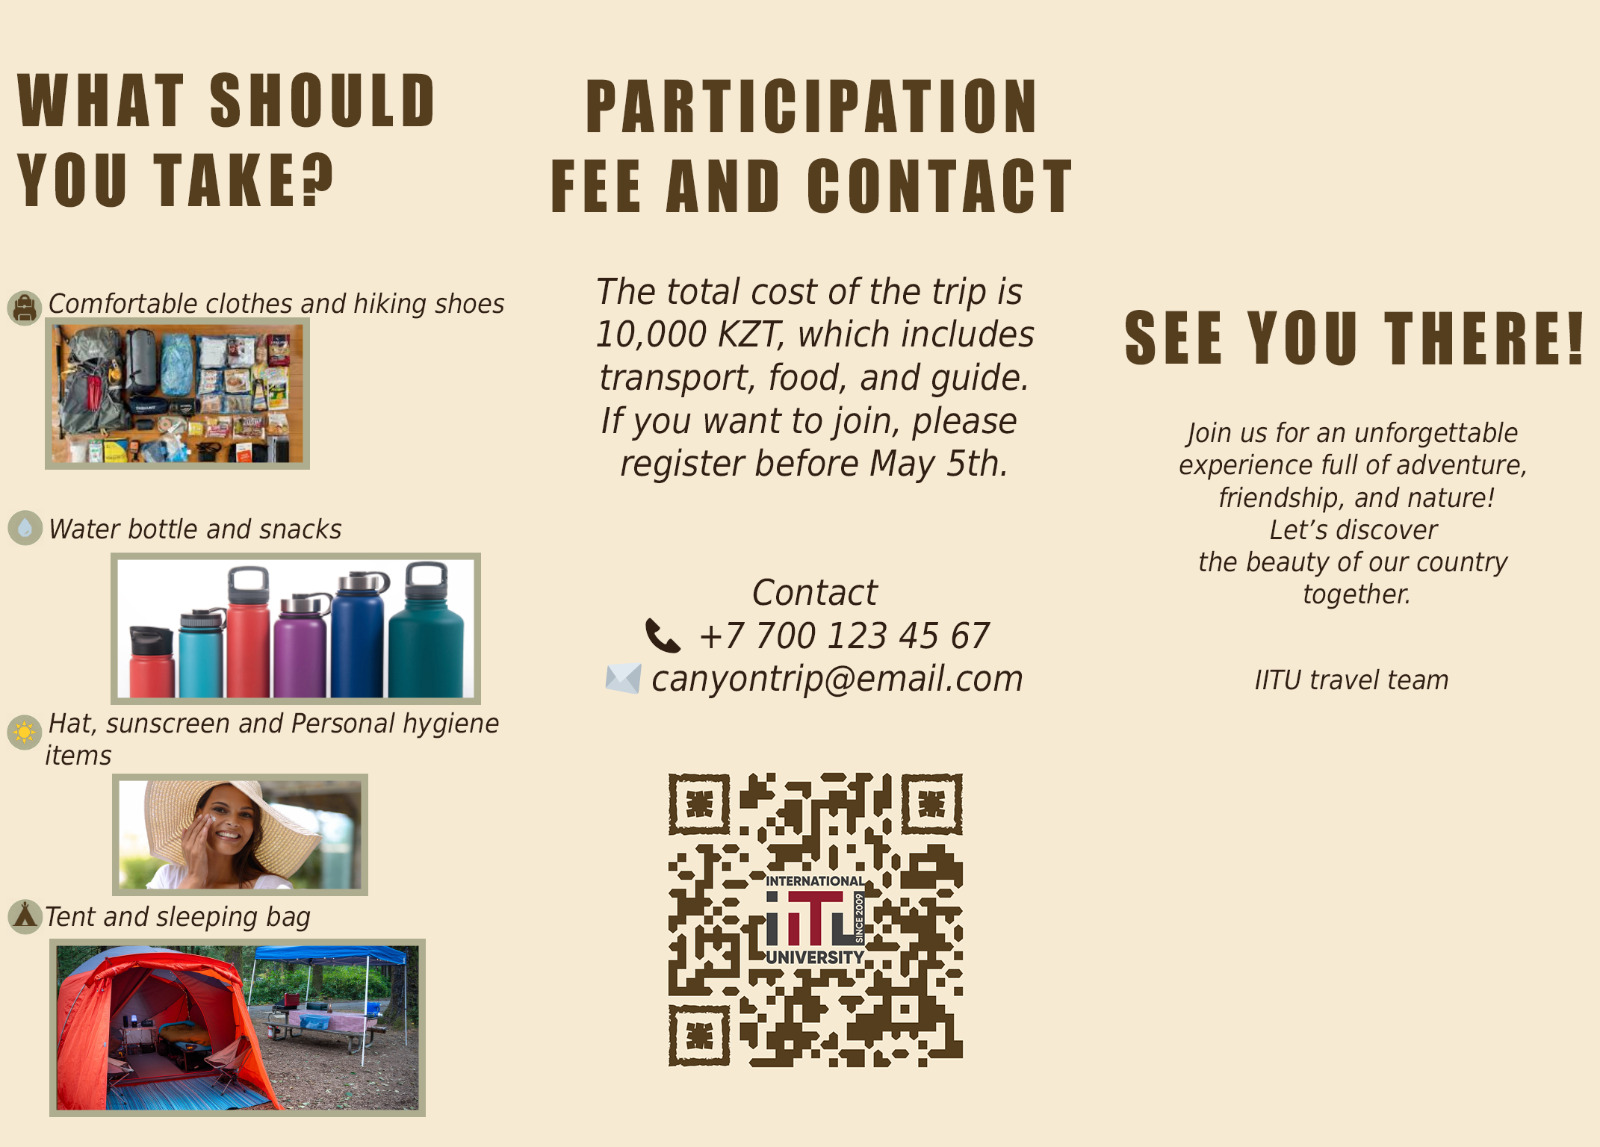 WHAT SHOULD
YOU TAKE?
Comfortable clothes and hiking shoes
Water bottle and snacks
Hat, sunscreen and Personal hygiene
items
Tent and sleeping bag
PARTICIPATION
FEE AND CONTACT
The total cost of the trip is
10,000 KZT, which includes
transport, food, and guide.
If you want to join, please
register before May 5th.
Contact
+7 700 123 45 67
canyontrip@email.com
INTERNATIONAL
iiTU
SINCE 2009
UNIVERSITY
SEE YOU THERE!
Join us for an unforgettable
experience full of adventure,
friendship, and nature!
Let’s discover
the beauty of our country
together.
IITU travel team